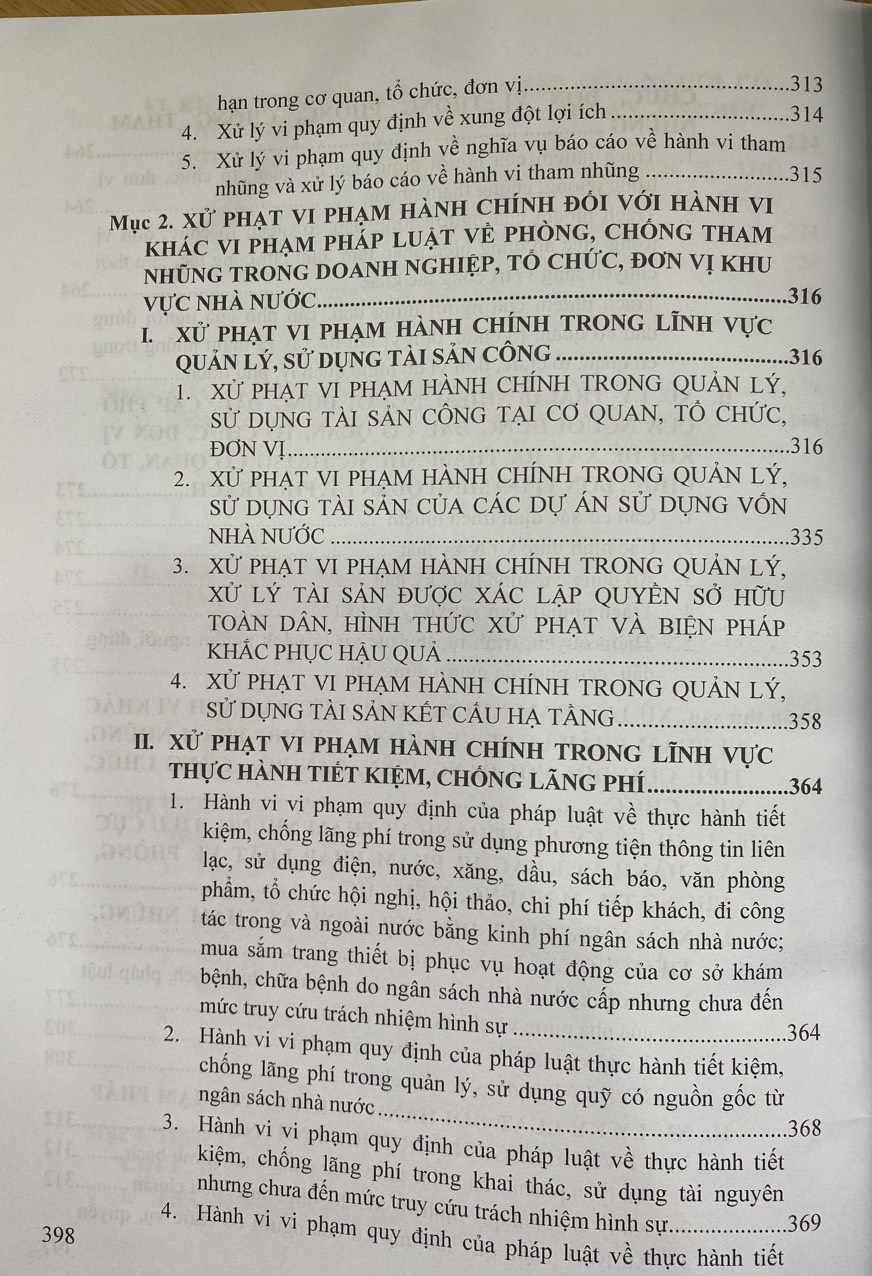 hạn trong cơ quan, tổ chức, đơn vị.............................................313
4. Xử lý vi phạm quy định về xung đột lợi ích ..............................314
5. Xử lý vi phạm quy định về nghĩa vụ báo cáo về hành vi tham
nhũng và xử lý báo cáo về hành vi tham nhũng ........................315
Mục 2. XỬ PHẠT VI PHẠM HÀNH CHÍNH ĐỐI VỚI HÀNH VI
KHÁC VI PHẠM PHÁP LUẬT VỀ PHÒNG, CHỐNG THAM
NHŨNG TRONG DOANH NGHIỆP, TỔ CHỨC, ĐƠN VỊ KHU
VỰC NHÀ NƯỚC...............................................................................316
I. XỬ PHẠT VI PHẠM HÀNH CHÍNH TRONG LĨNH VỰC
QUẢN LÝ, SỬ DỤNG TÀI SẢN CÔNG .......................................316
1. XỬ PHẠT VI PHẠM HÀNH CHÍNH TRONG QUẢN LÝ,
SỬ DỤNG TÀI SẢN CÔNG TẠI CƠ QUAN, TỔ CHỨC,
ĐƠN VỊ....................................................................................316
2. XỬ PHẠT VI PHẠM HÀNH CHÍNH TRONG QUẢN LÝ,
SỬ DỤNG TÀI SẢN CỦA CÁC DỰ ÁN SỬ DỤNG VỐN
NHÀ NƯỚC .............................................................................335
3. XỬ PHẠT VI PHẠM HÀNH CHÍNH TRONG QUẢN LÝ,
XỬ LÝ TÀI SẢN ĐƯỢC XÁC LẬP QUYỀN SỞ HỮU
TOÀN DÂN, HÌNH THỨC XỬ PHẠT VÀ BIỆN PHÁP
KHẮC PHỤC HẬU QUẢ .........................................................353
4. XỬ PHẠT VI PHẠM HÀNH CHÍNH TRONG QUẢN LÝ,
SỬ DỤNG TÀI SẢN KẾT CẤU HẠ TẦNG.............................358
II. XỬ PHẠT VI PHẠM HÀNH CHÍNH TRONG LĨNH VỰC
THỰC HÀNH TIẾT KIỆM, CHỐNG LÃNG PHÍ........................364
1. Hành vi vi phạm quy định của pháp luật về thực hành tiết
kiệm, chống lãng phí trong sử dụng phương tiện thông tin liên
lạc, sử dụng điện, nước, xăng, dầu, sách báo, văn phòng
phẩm, tổ chức hội nghị, hội thảo, chi phí tiếp khách, đi công
tác trong và ngoài nước bằng kinh phí ngân sách nhà nước;
mua sắm trang thiết bị phục vụ hoạt động của cơ sở khám
bệnh, chữa bệnh do ngân sách nhà nước cấp nhưng chưa đến
mức truy cứu trách nhiệm hình sự ..............................................364
2. Hành vi vi phạm quy định của pháp luật thực hành tiết kiệm,
chống lãng phí trong quản lý, sử dụng quỹ có nguồn gốc từ
ngân sách nhà nước.....................................................................368
3. Hành vi vi phạm quy định của pháp luật về thực hành tiết
kiệm, chống lãng phí trong khai thác, sử dụng tài nguyên
nhưng chưa đến mức truy cứu trách nhiệm hình sự....................369
4. Hành vi vi phạm quy định của pháp luật về thực hành tiết
398